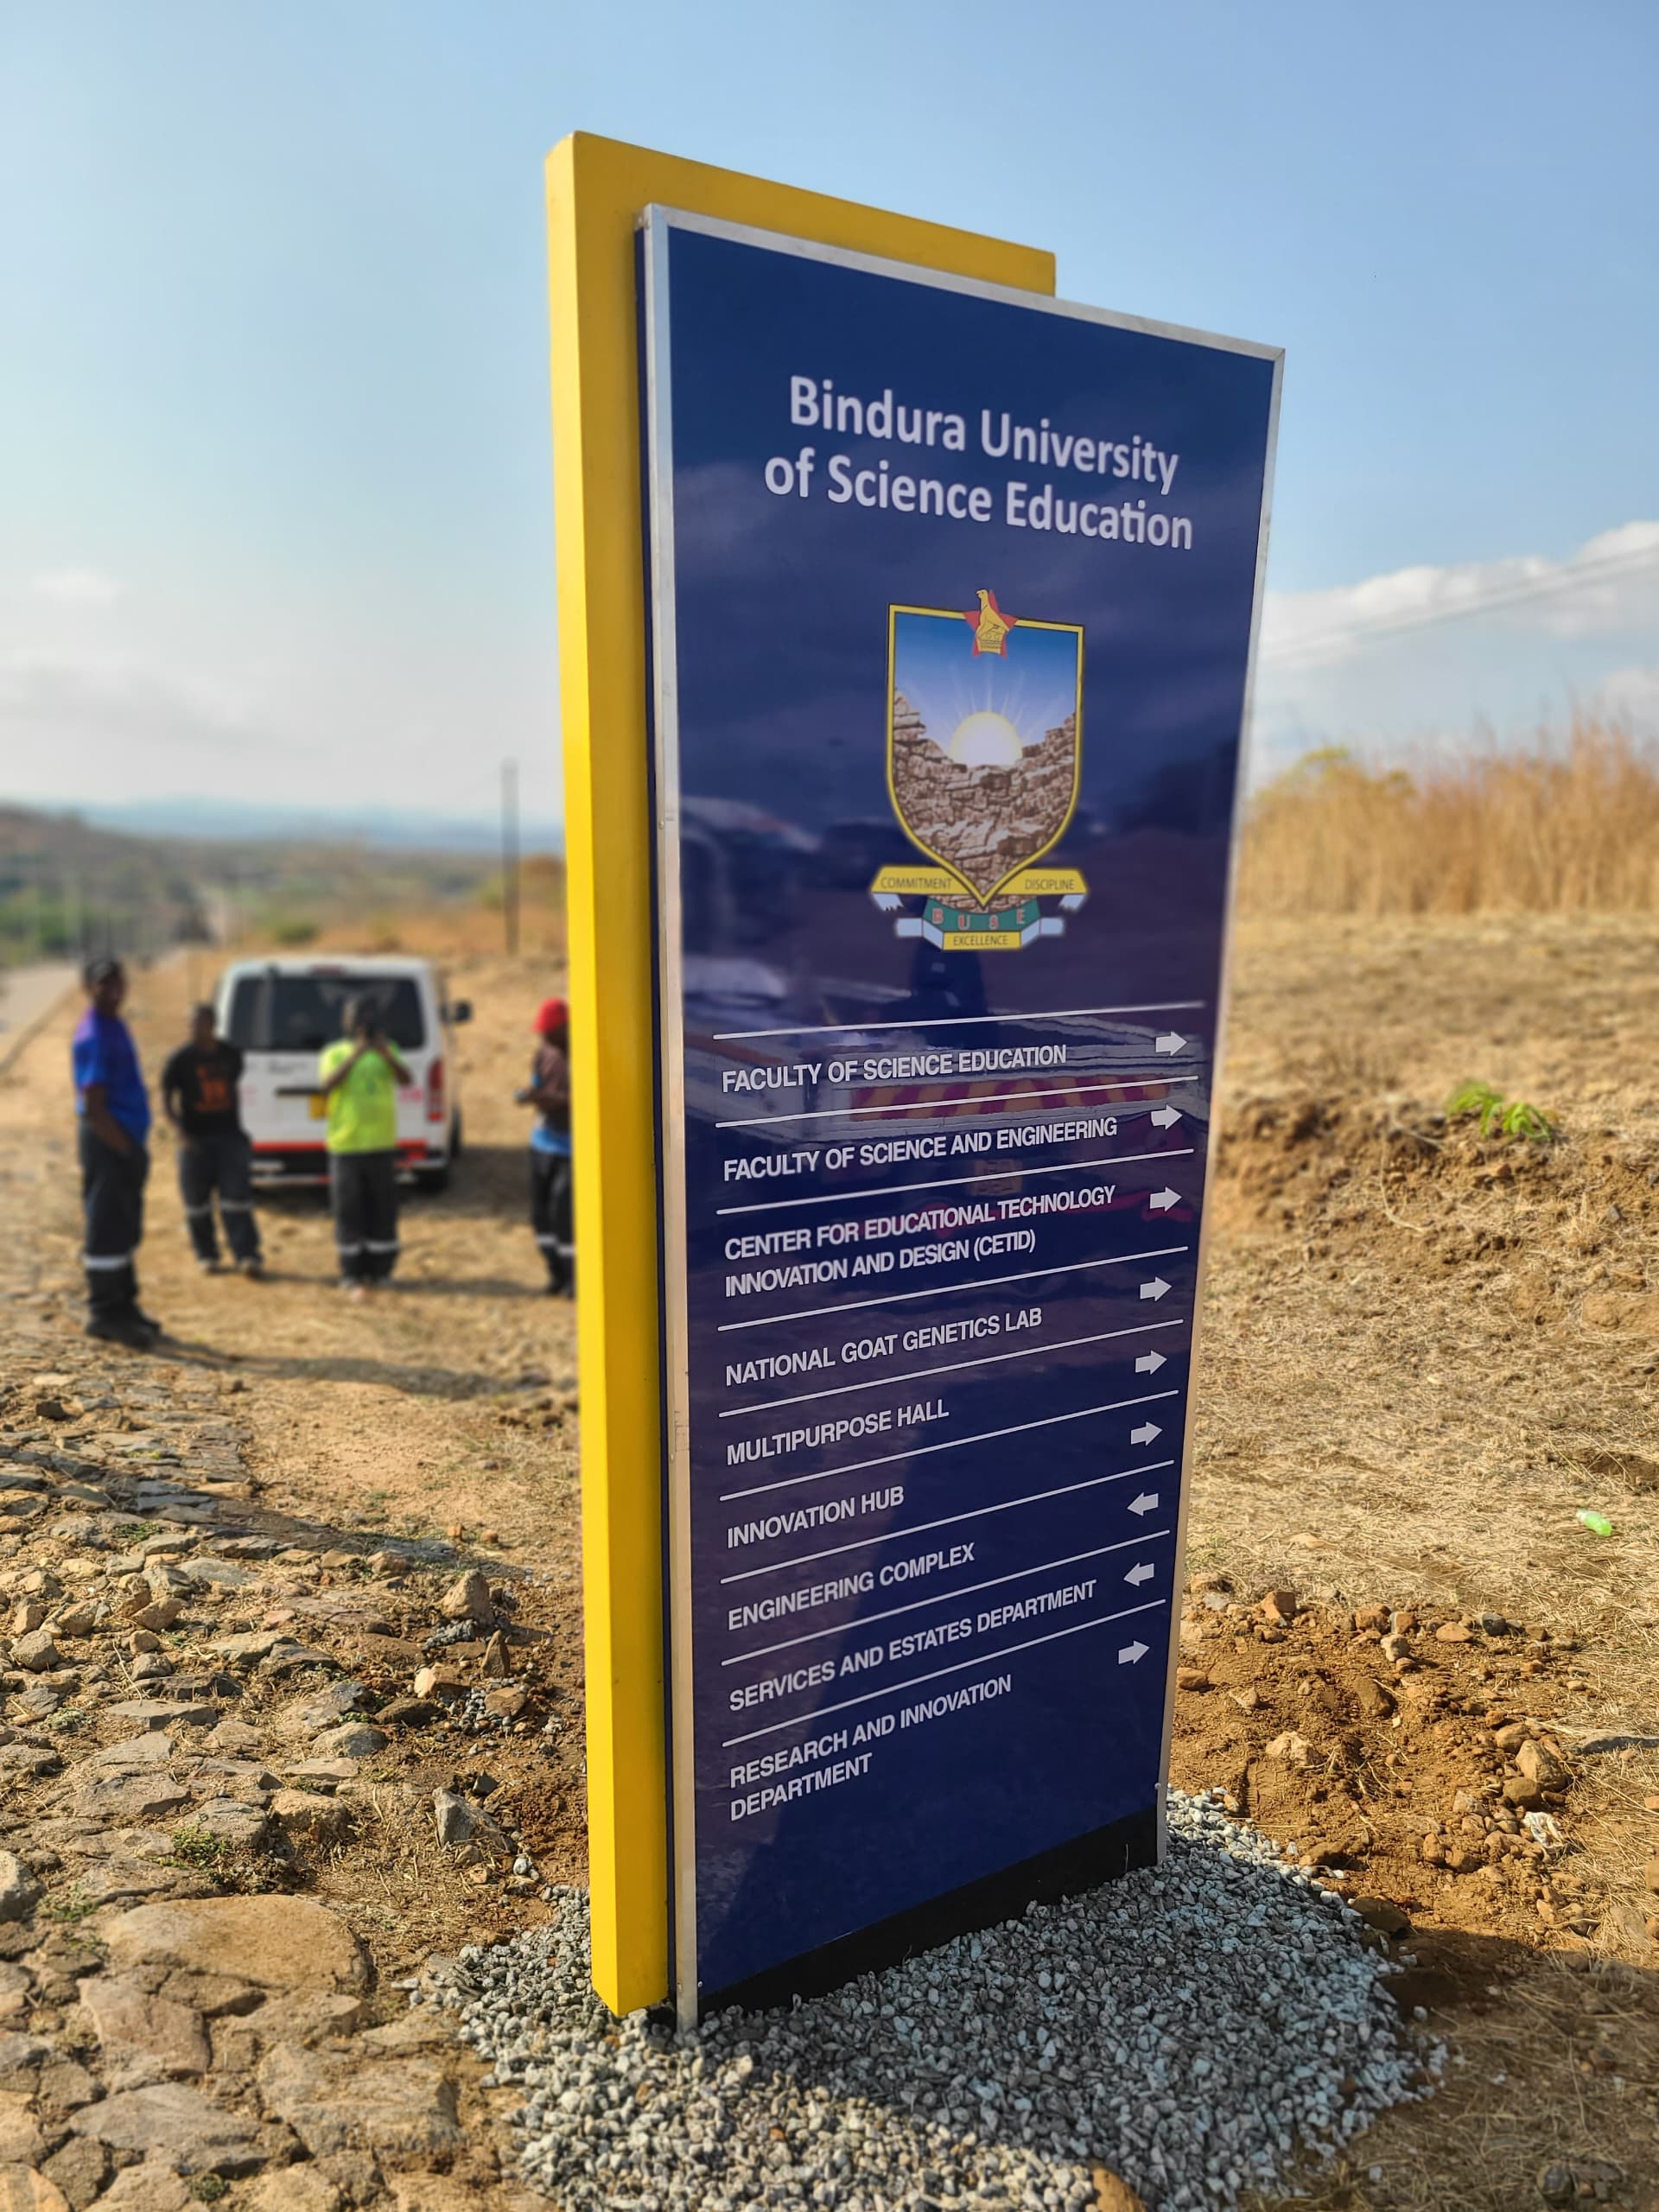 Bindura University
of Science Education
COMMITMENT
DISCIPLINE
BUSE
EXCELLENCE
FACULTY OF SCIENCE EDUCATION
FACULTY OF SCIENCE AND ENGINEERING
CENTER FOR EDUCATIONAL TECHNOLOGY
INNOVATION AND DESIGN (CETID)
NATIONAL GOAT GENETICS LAB
MULTIPURPOSE HALL
INNOVATION HUB
ENGINEERING COMPLEX
SERVICES AND ESTATES DEPARTMENT
RESEARCH AND INNOVATION
DEPARTMENT